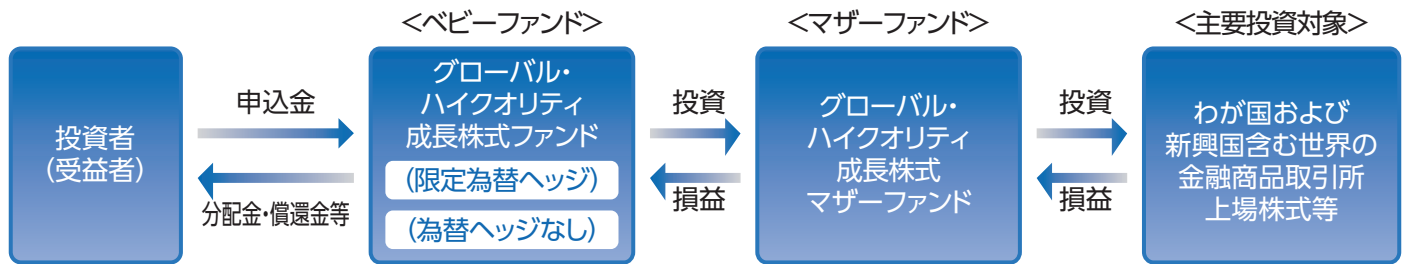 ＜ベビーファンド＞
＜マザーファンド＞
＜主要投資対象＞
投資者
(受益者)
申込金
分配金・償還金等
グローバル・
ハイクオリティ
成長株式ファンド
(限定為替ヘッジ)
(為替ヘッジなし)
投資
損益
グローバル・
ハイクオリティ
成長株式
マザーファンド
投資
損益
わが国および
新興国含む世界の
金融商品取引所
上場株式等